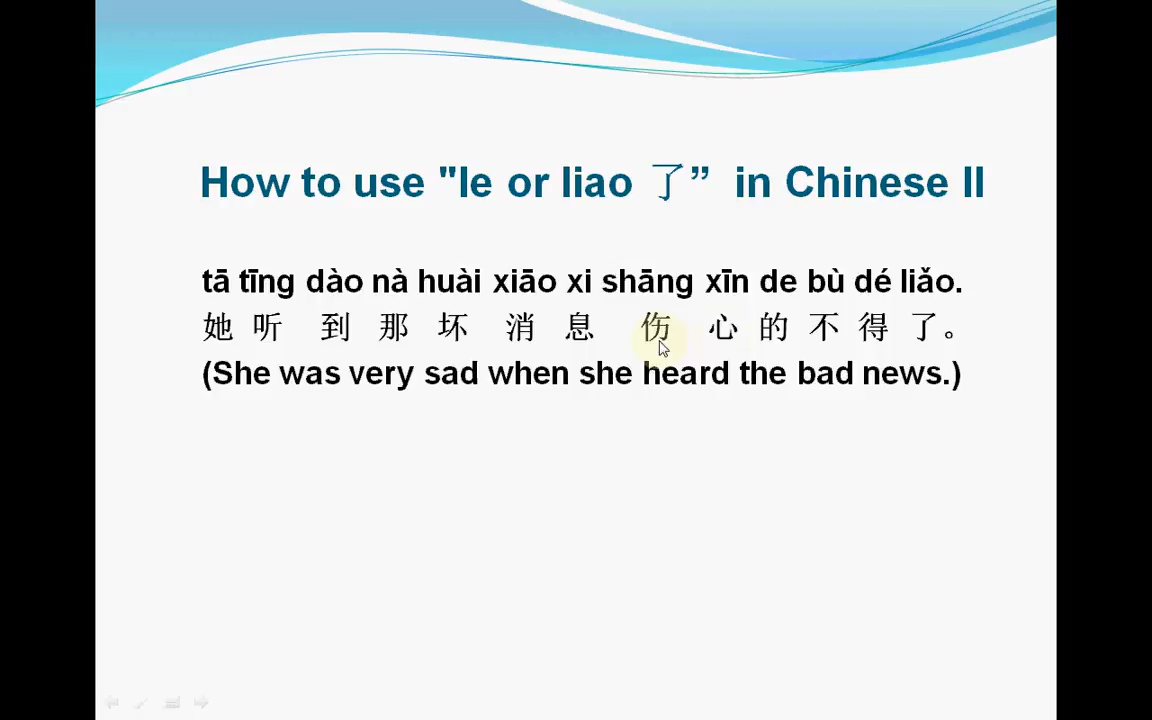 How to use "le or liao 了” in Chinese II
tā tīng dào nà huài xiāo xi shāng xīn de bù dé liǎo.
她 听 到 那 坏 消 息 伤 心 的 不 得 了。
(She was very sad when she heard the bad news.)